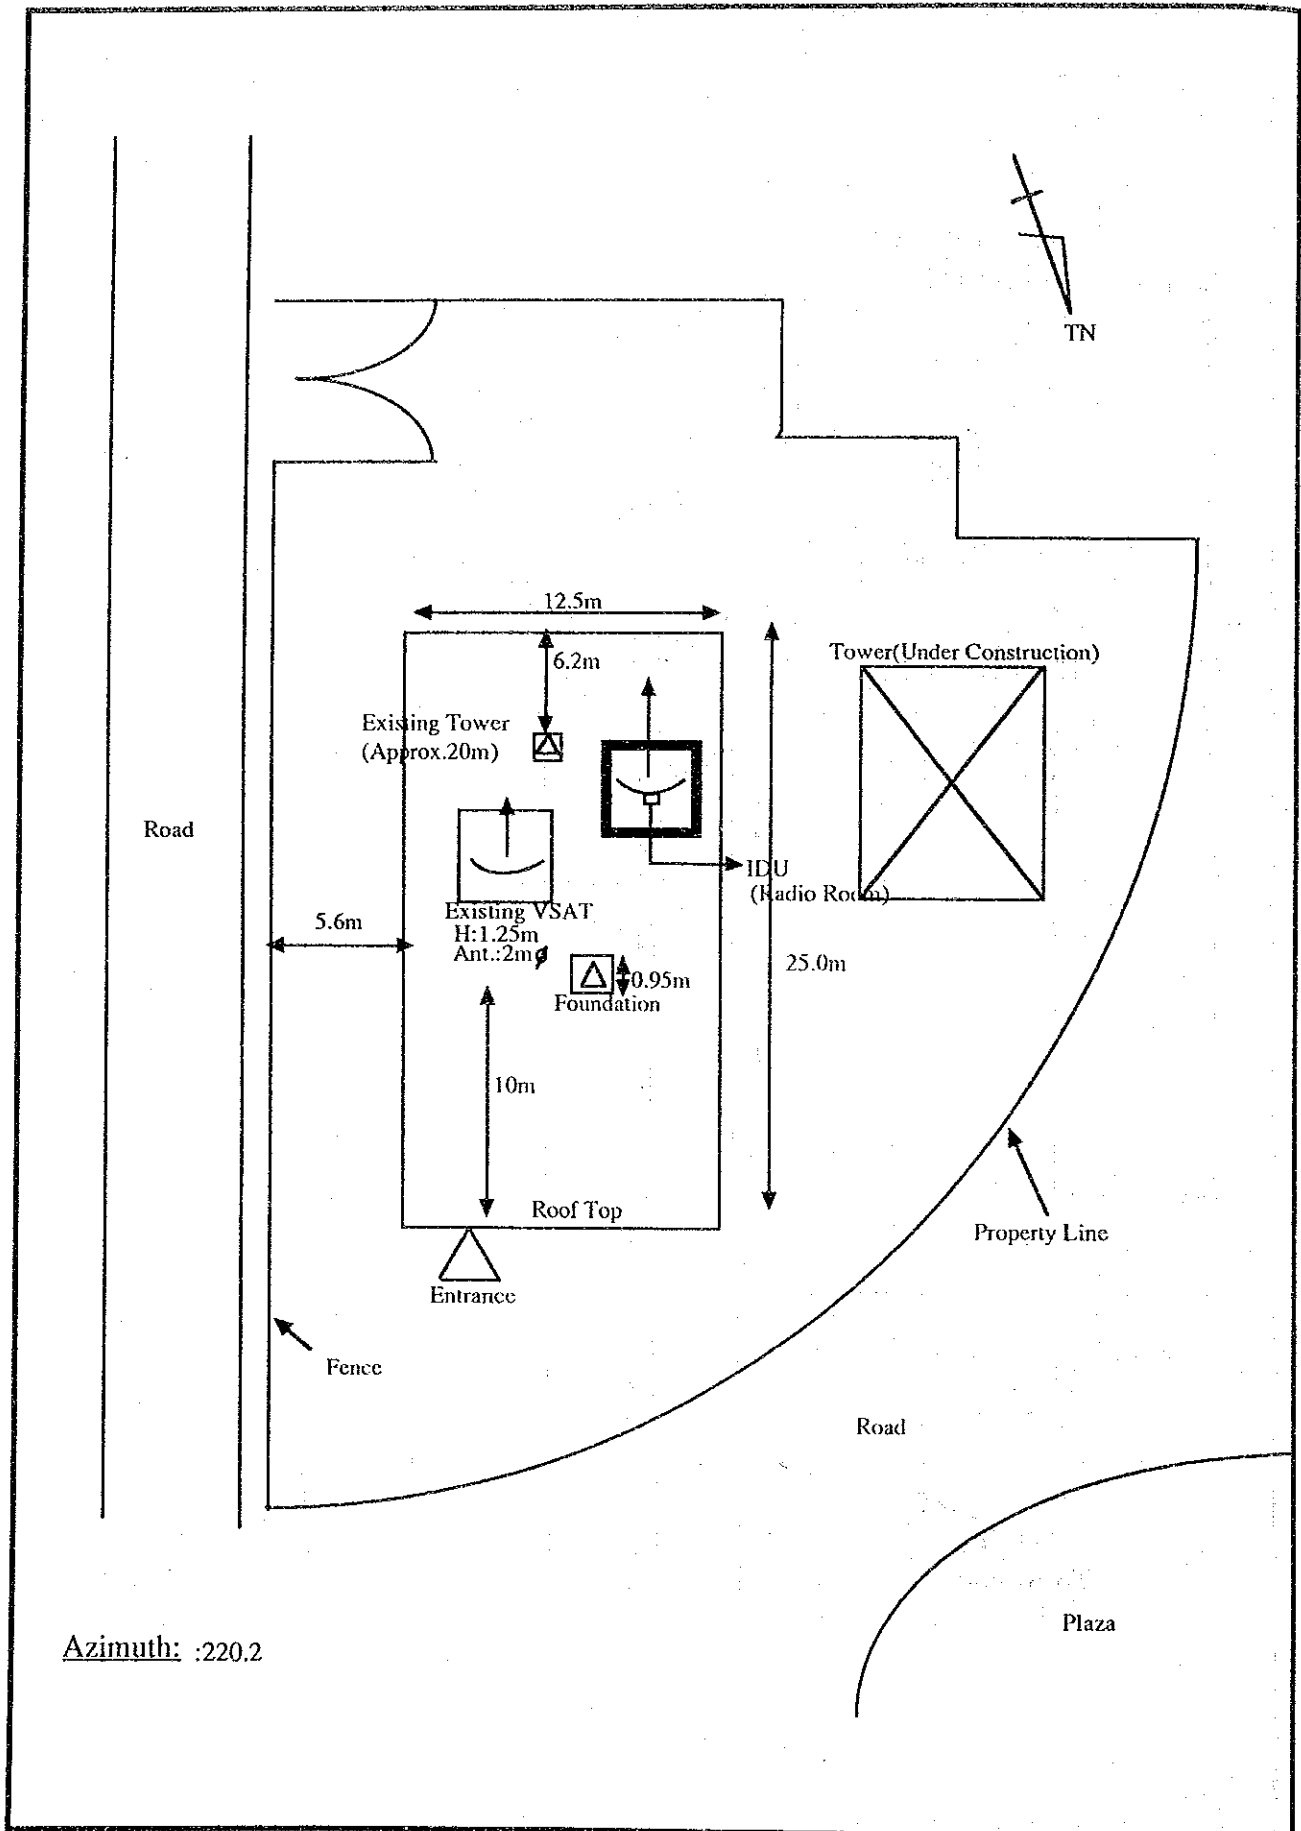 TN
12.5m
6.2m
Tower(Under Construction)
Existing Tower
(Approx.20m)
Road
IDU
(Radio Room)
Existing VSAT
H:1.25m
Ant.:2mø
5.6m
25.0m
0.95m
Foundation
10m
Roof Top
Property Line
Entrance
Fence
Road
Plaza
Azimuth: :220.2